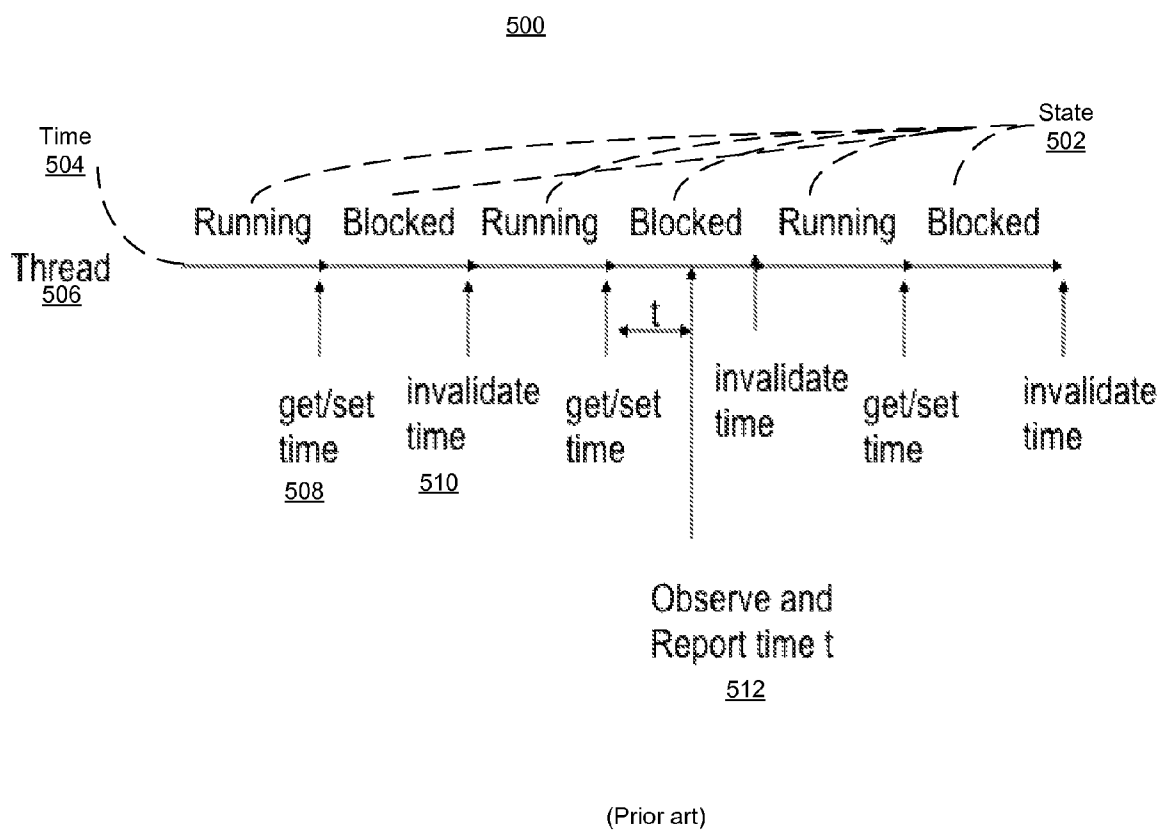 500
Time
504
State
502
Running Blocked Running Blocked Running Blocked
Thread
506
t
get/set
time
508
invalidate
time
510
get/set
time
invalidate
time
get/set
time
invalidate
time
Observe and
Report time t
512
(Prior art)